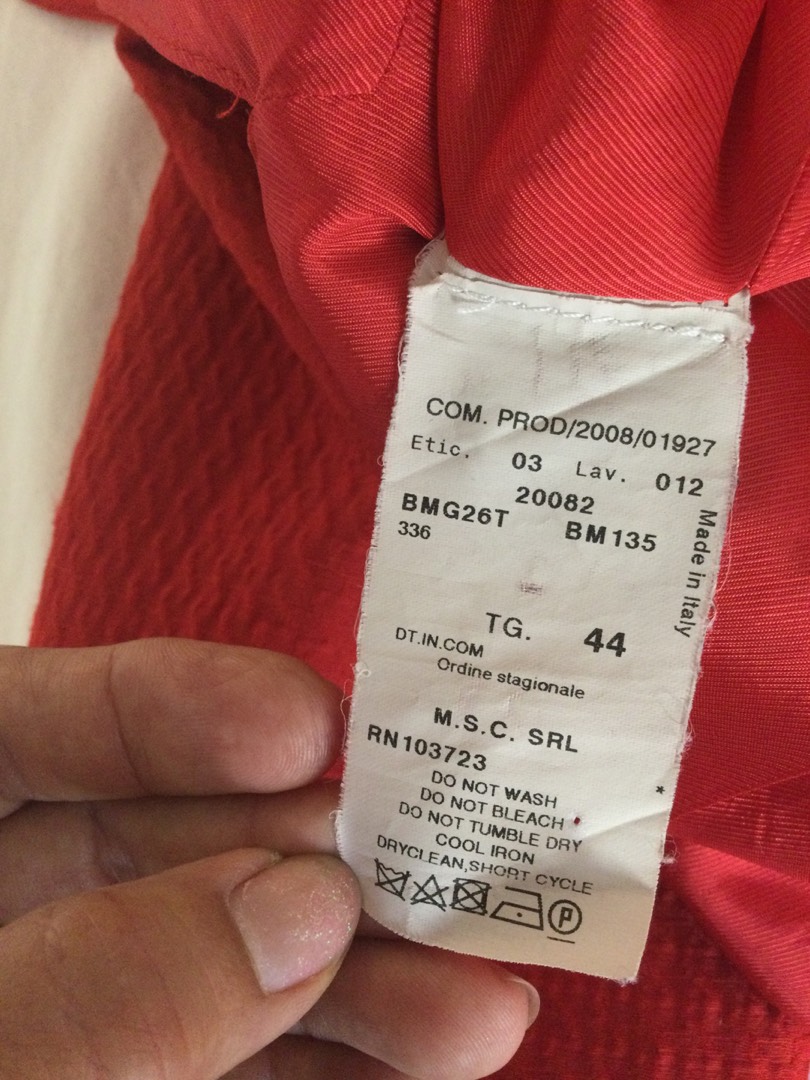 COM. PROD/2008/01927
Etic. 03 Lav. 012
20082
BMG26T BM135
336
Made in Italy
TG. 44
DT.IN.COM
Ordine stagionale
M.S.C. SRL
RN103723
DO NOT WASH
DO NOT BLEACH
DO NOT TUMBLE DRY
COOL IRON
DRYCLEAN,SHORT CYCLE
P